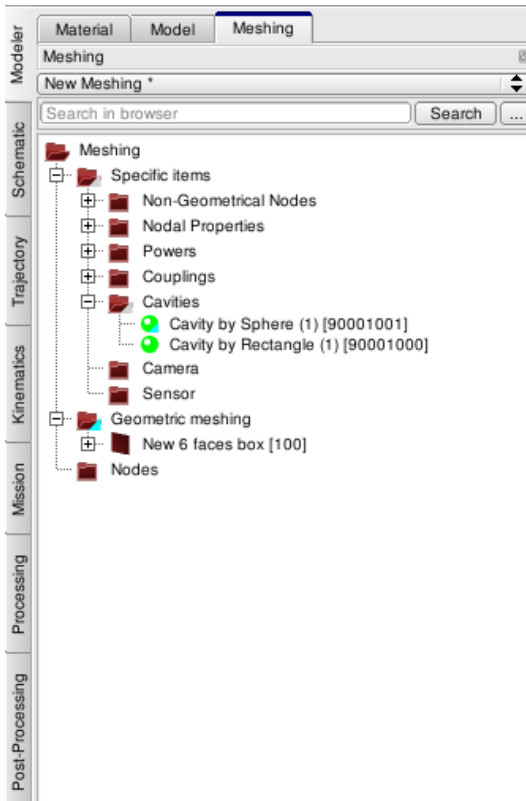 Material Model Meshing
Meshing
New Meshing *
Search in browser Search ...
Meshing
Specific items
Non-Geometrical Nodes
Nodal Properties
Powers
Couplings
Cavities
Cavity by Sphere (1) [90001001]
Cavity by Rectangle (1) [90001000]
Camera
Sensor
Geometric meshing
New 6 faces box [100]
Nodes
Modeler
Schematic
Trajectory
Kinematics
Mission
Processing
Post-Processing